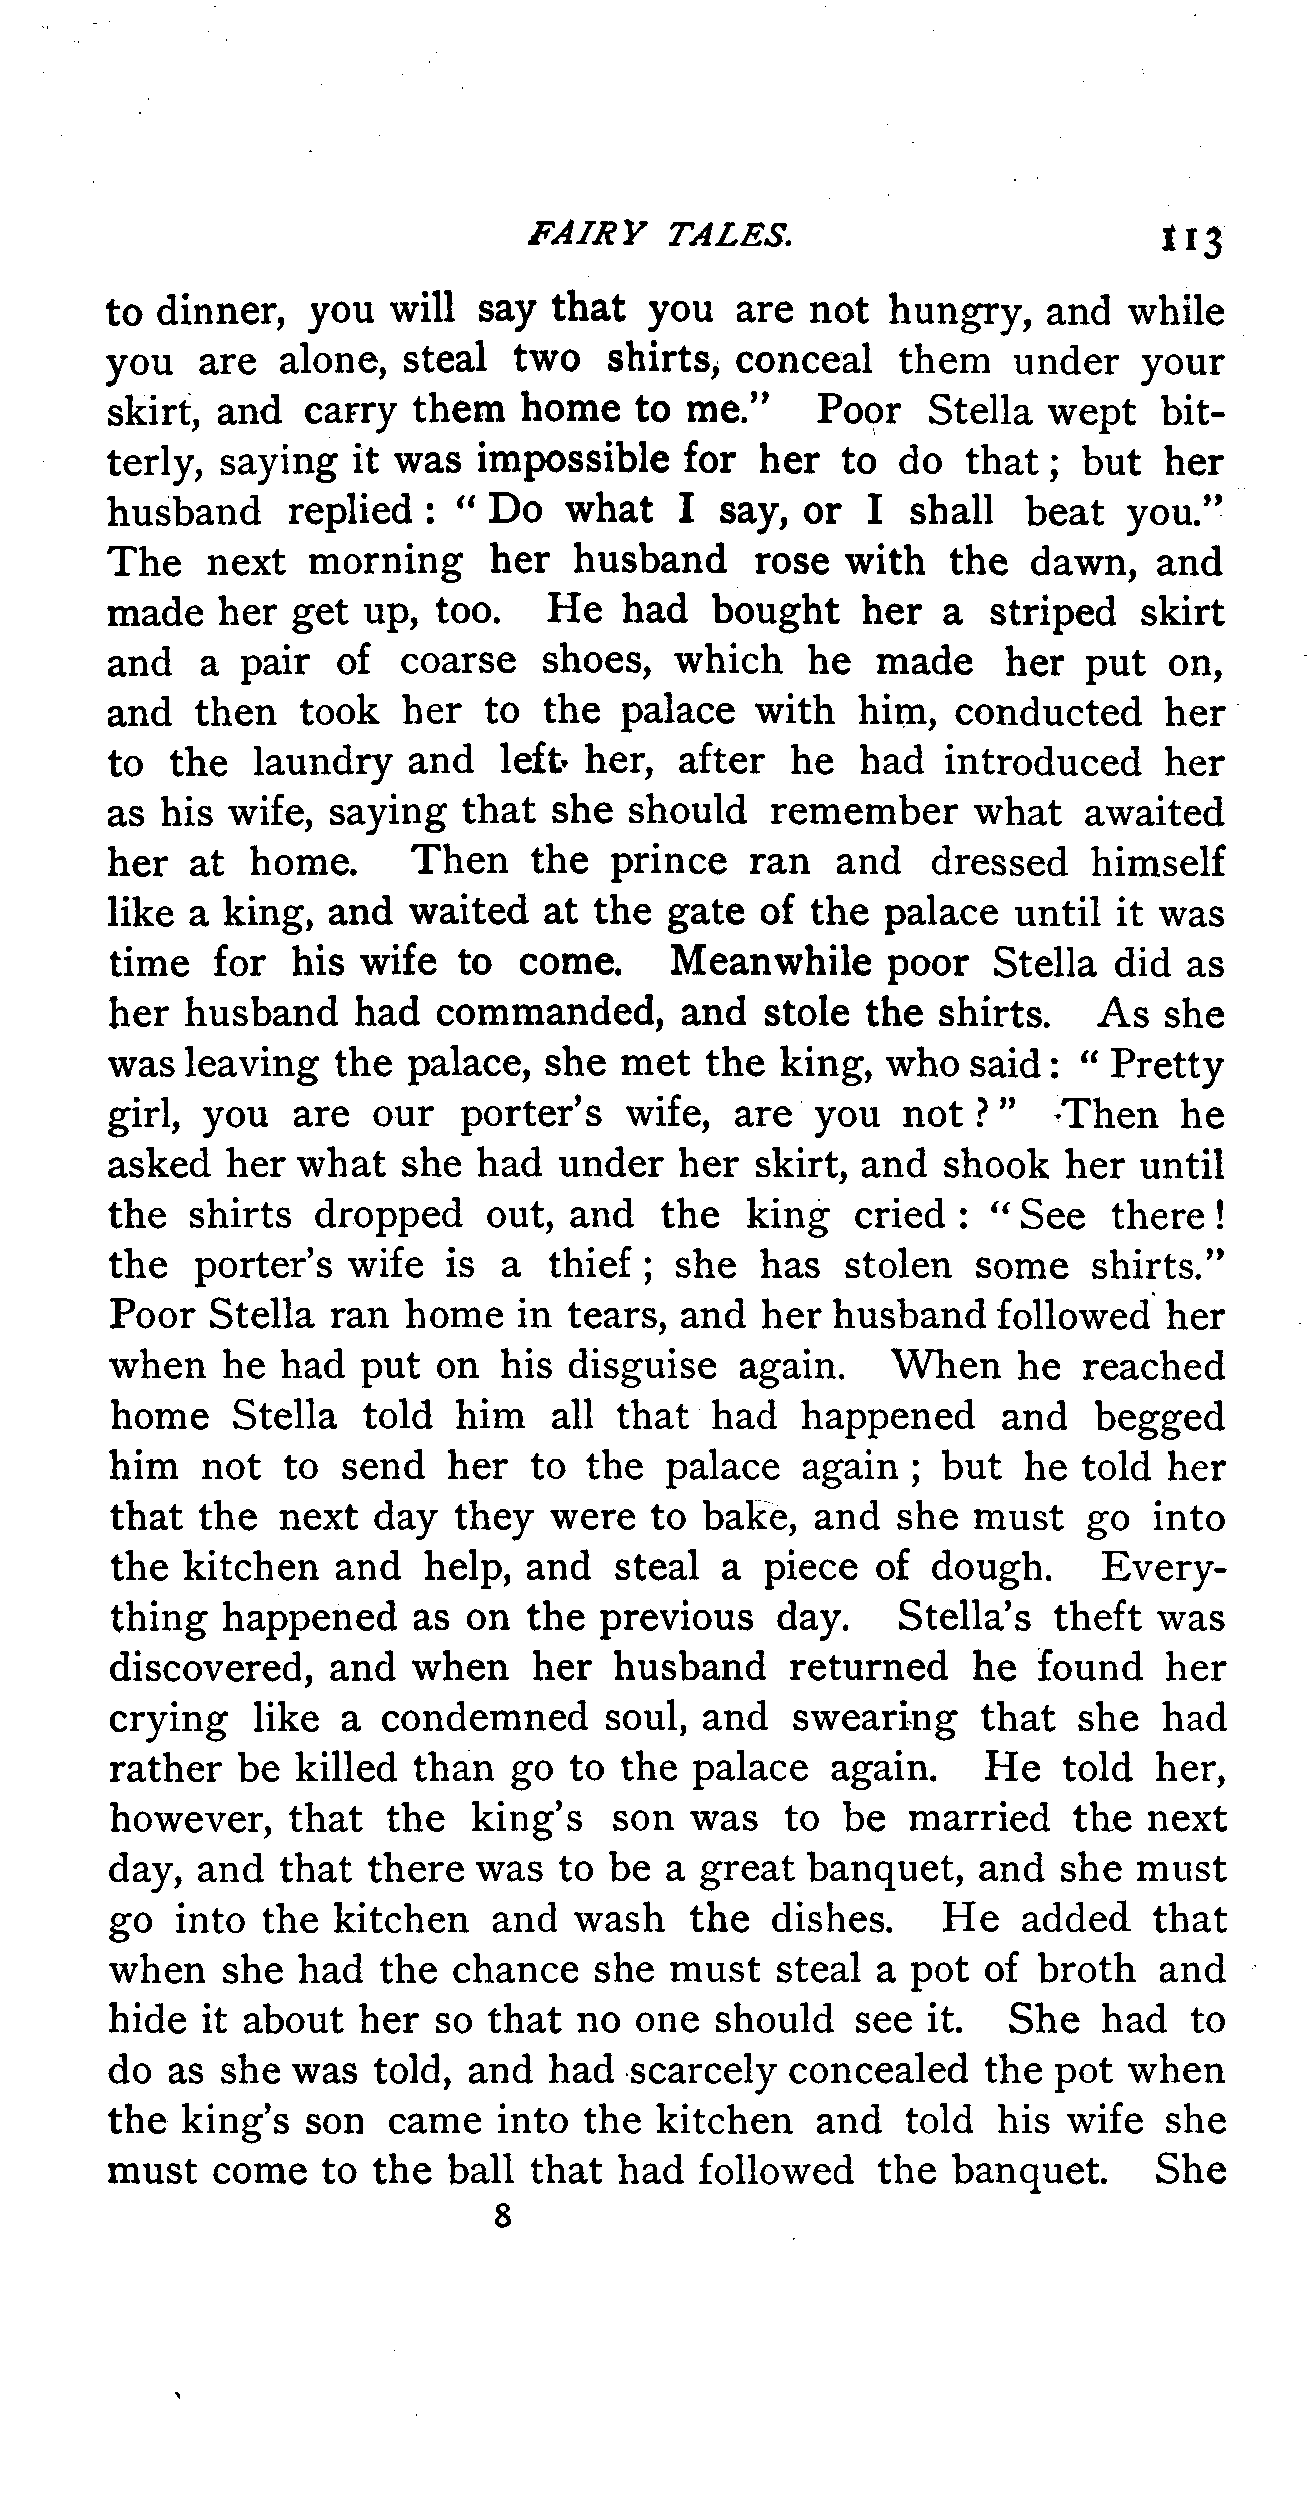 FAIRY TALES. 113
to dinner, you will say that you are not hungry, and while
you are alone, steal two shirts, conceal them under your
skirt, and carry them home to me." Poor Stella wept bit-
terly, saying it was impossible for her to do that ; but her
husband replied : " Do what I say, or I shall beat you."
The next morning her husband rose with the dawn, and
made her get up, too. He had bought her a striped skirt
and a pair of coarse shoes, which he made her put on,
and then took her to the palace with him, conducted her
to the laundry and left her, after he had introduced her
as his wife, saying that she should remember what awaited
her at home. Then the prince ran and dressed himself
like a king, and waited at the gate of the palace until it was
time for his wife to come. Meanwhile poor Stella did as
her husband had commanded, and stole the shirts. As she
was leaving the palace, she met the king, who said : " Pretty
girl, you are our porter's wife, are you not ? " Then he
asked her what she had under her skirt, and shook her until
the shirts dropped out, and the king cried : " See there !
the porter's wife is a thief ; she has stolen some shirts."
Poor Stella ran home in tears, and her husband followed her
when he had put on his disguise again. When he reached
home Stella told him all that had happened and begged
him not to send her to the palace again ; but he told her
that the next day they were to bake, and she must go into
the kitchen and help, and steal a piece of dough. Every-
thing happened as on the previous day. Stella's theft was
discovered, and when her husband returned he found her
crying like a condemned soul, and swearing that she had
rather be killed than go to the palace again. He told her,
however, that the king's son was to be married the next
day, and that there was to be a great banquet, and she must
go into the kitchen and wash the dishes. He added that
when she had the chance she must steal a pot of broth and
hide it about her so that no one should see it. She had to
do as she was told, and had scarcely concealed the pot when
the king's son came into the kitchen and told his wife she
must come to the ball that had followed the banquet. She
8